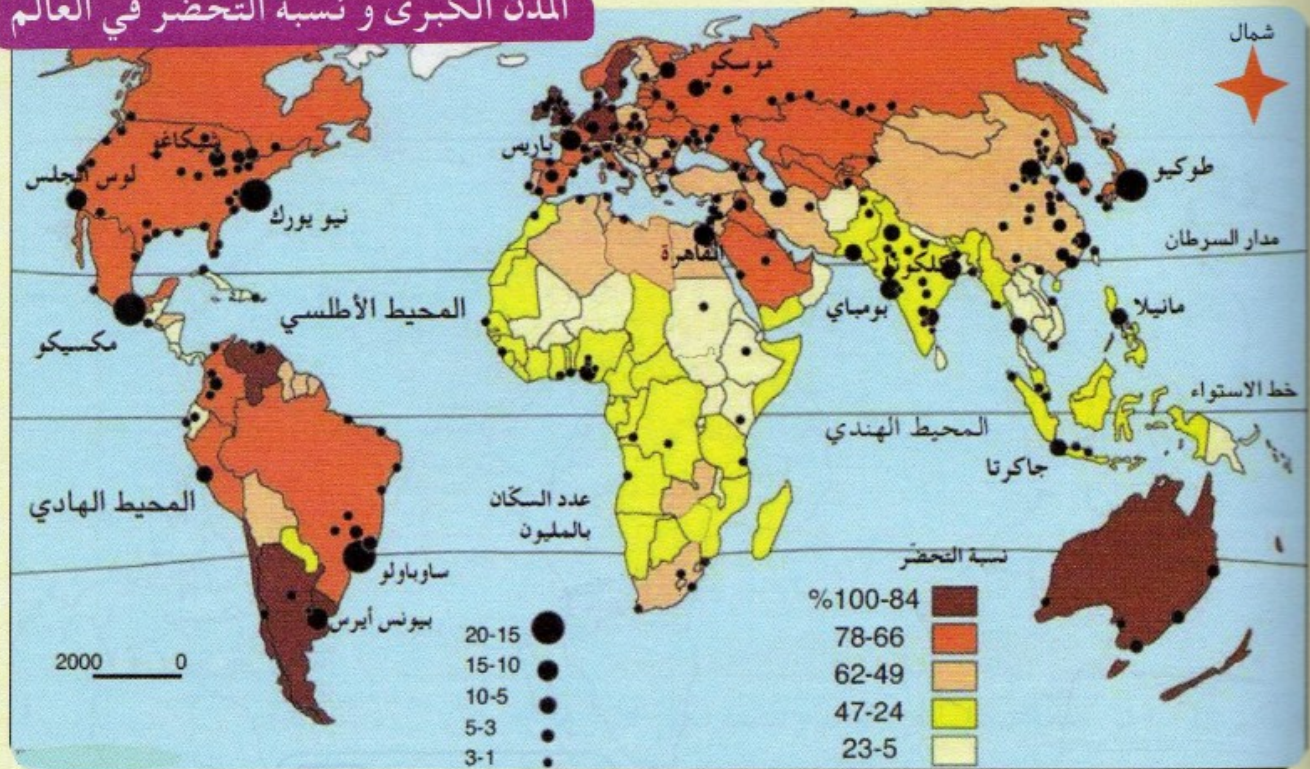 المدن الكبرى و نسبة التحضر في العالم
شمال
موسكو
شيكاغو
باريس
لوس انجلس
طوكيو
نيو يورك
مدار السرطان
القاهرة
كلكوتا
المحيط الأطلسي
بومباي
مانيلا
مكسيكو
خط الاستواء
المحيط الهندي
جاكرتا
المحيط الهادي
عدد السكّان
بالمليون
نسبة التحضّر
ساوباولو
بيونس أيرس
20-15
15-10
10-5
5-3
3-1
%100-84
78-66
62-49
47-24
23-5
2000 0